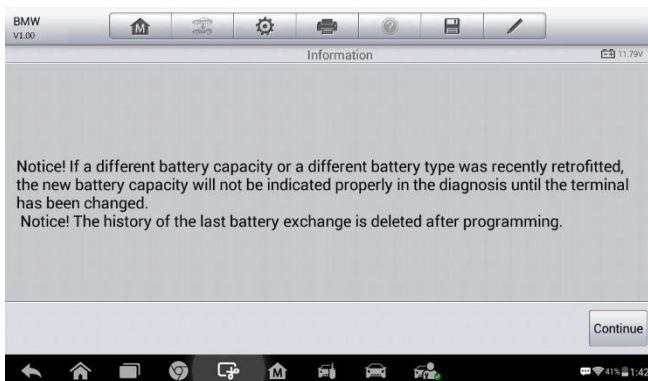 BMW
V1.00
M
Information
11.79V
Notice! If a different battery capacity or a different battery type was recently retrofitted,
the new battery capacity will not be indicated properly in the diagnosis until the terminal
has been changed.
Notice! The history of the last battery exchange is deleted after programming.
Continue
M
41% 1:42